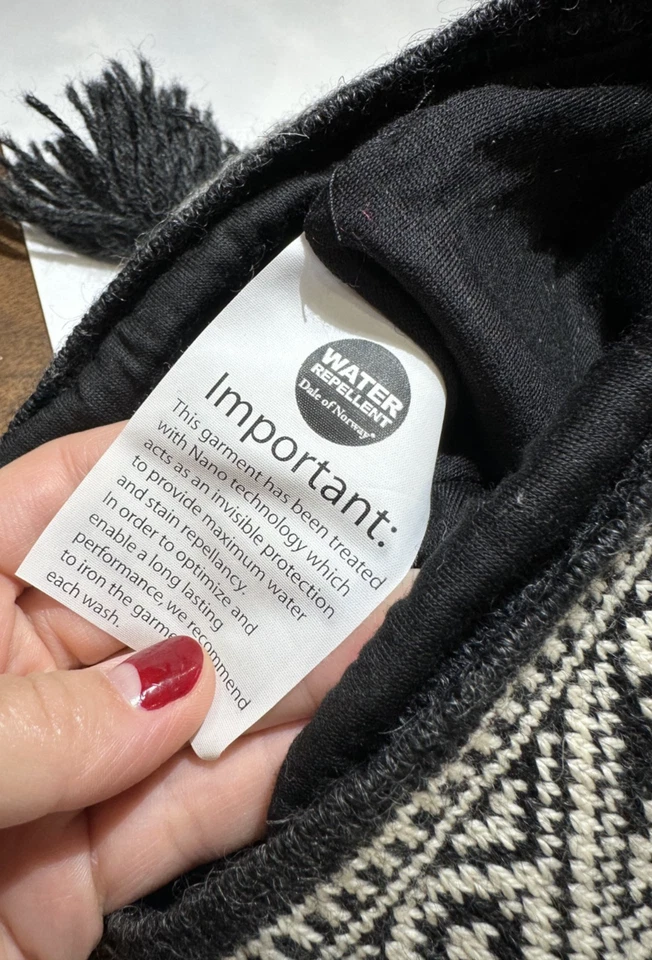 WATER
REPELLENT
Dale of Norway®
Important:
This garment has been treated
with Nano technology which
acts as an invisible protection
to provide maximum water
and stain repellancy.
In order to optimize and
enable a long lasting
performance, we recommend
to iron the garme
each wash.